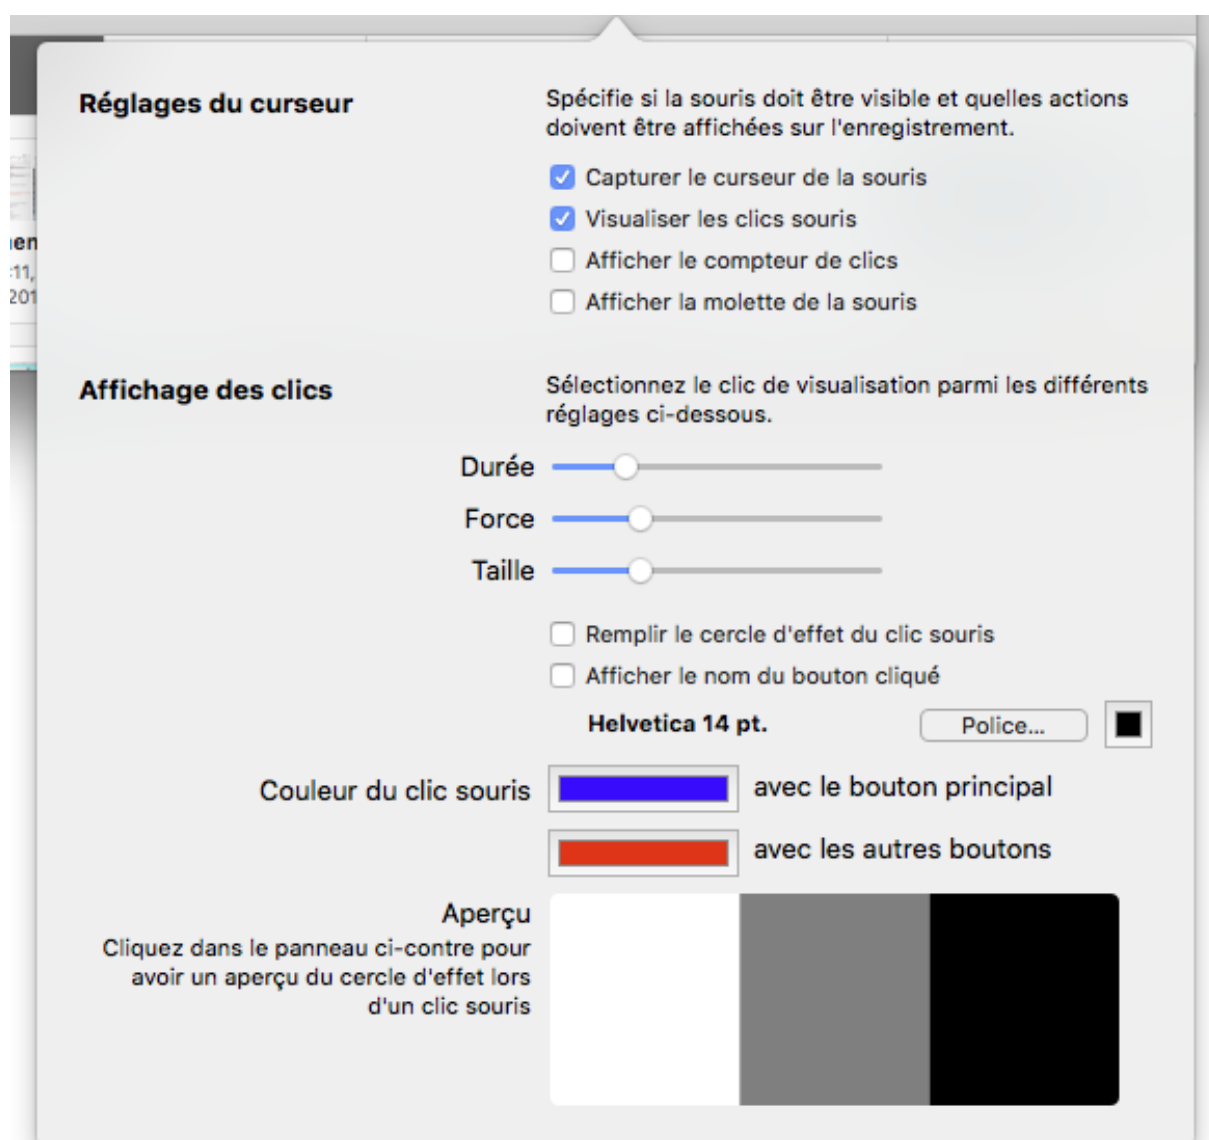 Réglages du curseur
Spécifie si la souris doit être visible et quelles actions
doivent être affichées sur l'enregistrement.
Capturer le curseur de la souris
Visualiser les clics souris
Afficher le compteur de clics
Afficher la molette de la souris
Affichage des clics
Sélectionnez le clic de visualisation parmi les différents
réglages ci-dessous.
Durée
Force
Taille
Remplir le cercle d'effet du clic souris
Afficher le nom du bouton cliqué
Helvetica 14 pt.
Police...
Couleur du clic souris
avec le bouton principal
avec les autres boutons
Aperçu
Cliquez dans le panneau ci-contre pour
avoir un aperçu du cercle d'effet lors
d'un clic souris